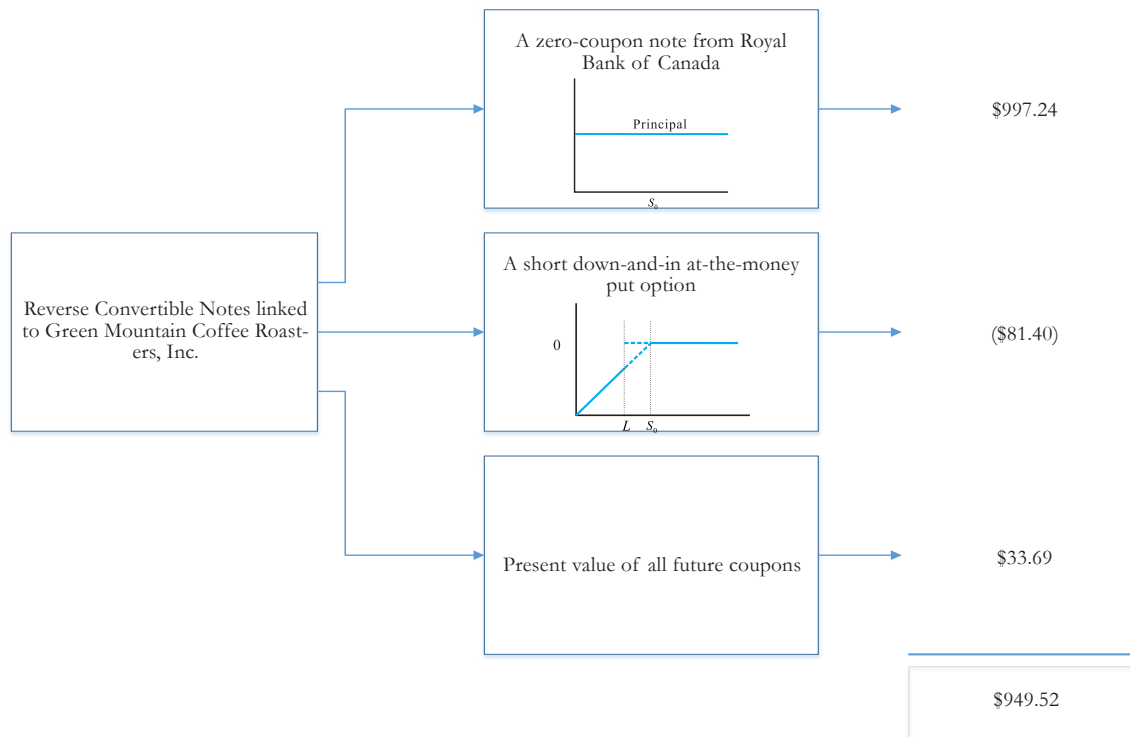 A zero-coupon note from Royal
Bank of Canada
Principal
S0
$997.24
Reverse Convertible Notes linked
to Green Mountain Coffee Roast-
ers, Inc.
A short down-and-in at-the-money
put option
0
L S0
($81.40)
Present value of all future coupons
$33.69
$949.52